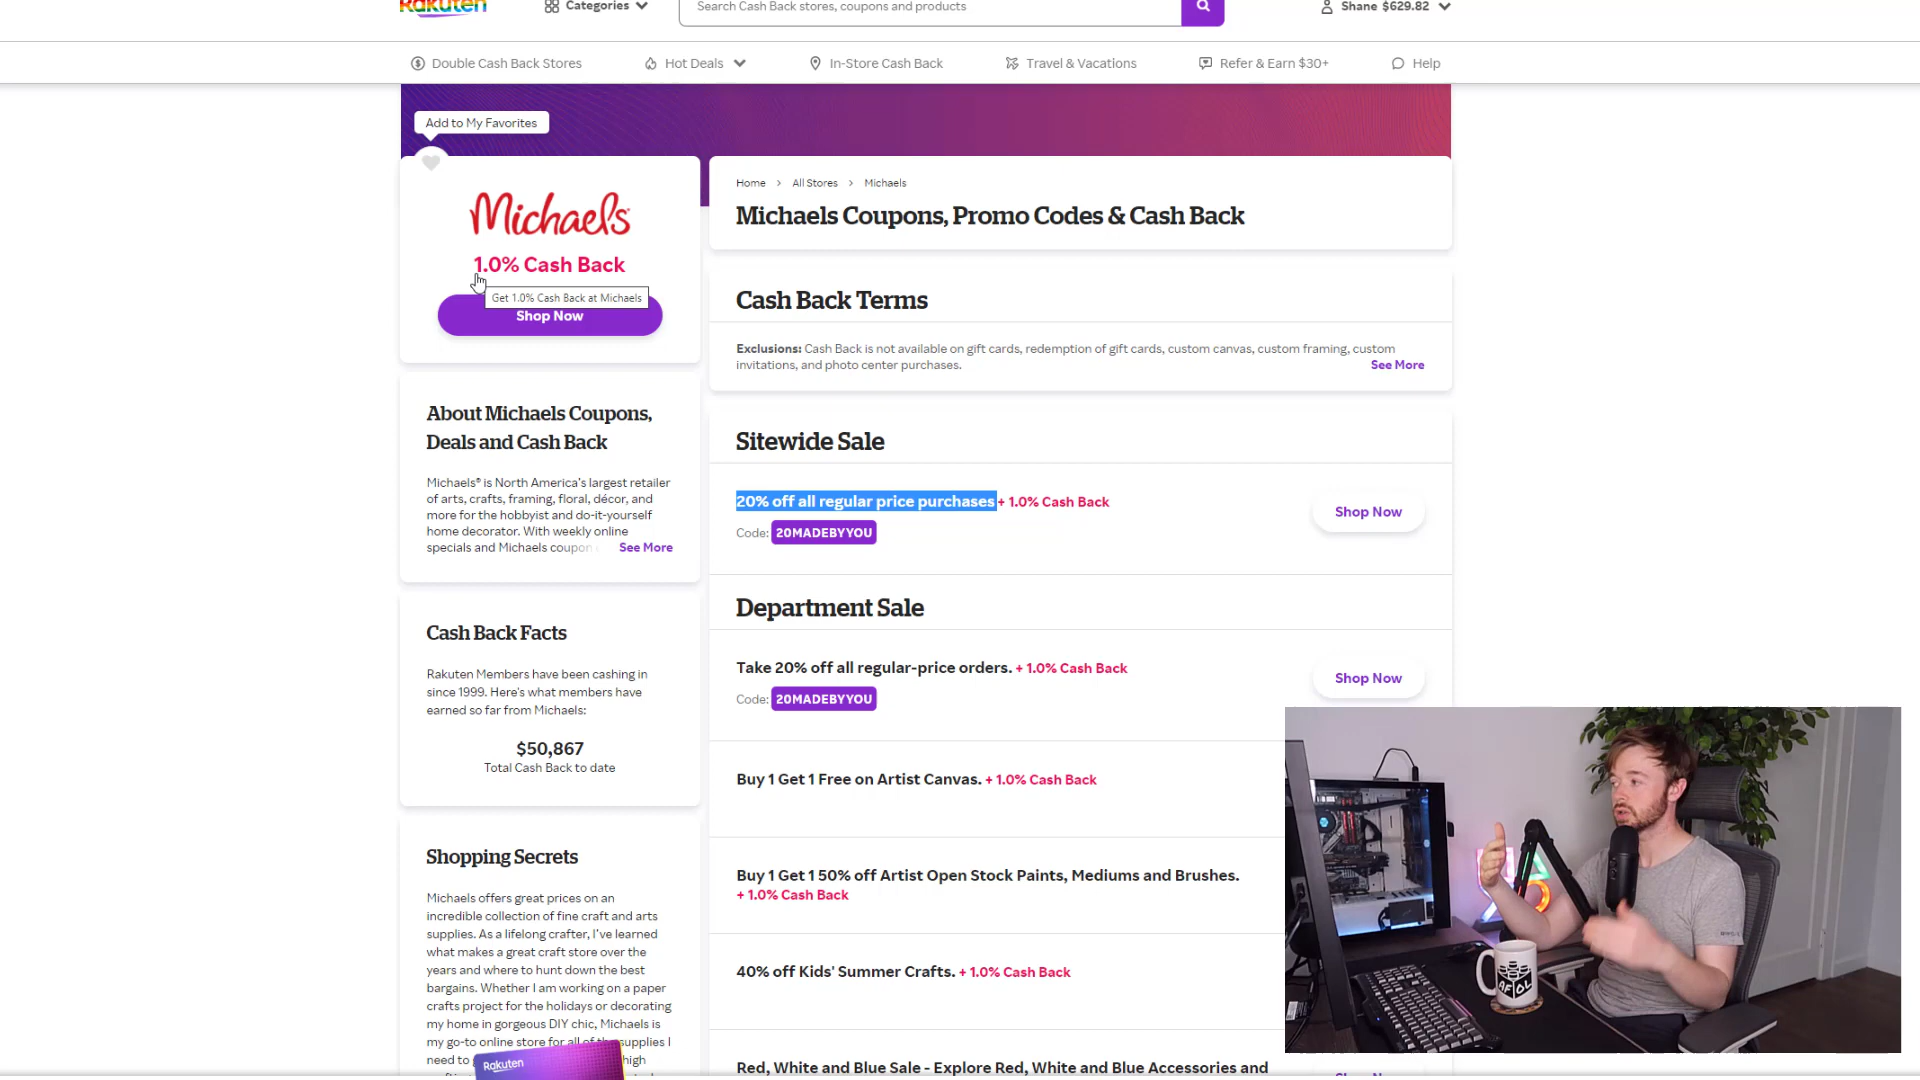 Rakuten
Categories
Search Cash Back stores, coupons and products
Shane $629.82
Double Cash Back Stores
Hot Deals
In-Store Cash Back
Travel & Vacations
Refer & Earn $30+
Help
Add to My Favorites
Michaels
1.0% Cash Back
Get 1.0% Cash Back at Michaels
Shop Now
About Michaels Coupons,
Deals and Cash Back
Michaels® is North America's largest retailer
of arts, crafts, framing, floral, décor, and
more for the hobbyist and do-it-yourself
home decorator. With weekly online
specials and Michaels coupon
See More
Cash Back Facts
Rakuten Members have been cashing in
since 1999. Here's what members have
earned so far from Michaels:
$50,867
Total Cash Back to date
Shopping Secrets
Michaels offers great prices on an
incredible collection of fine craft and arts
supplies. As a lifelong crafter, I've learned
what makes a great craft store over the
years and where to hunt down the best
bargains. Whether I am working on a paper
crafts project for the holidays or decorating
my home in gorgeous DIY chic, Michaels is
my go-to online store for all of the supplies I
need to high
Rakuten
Home > All Stores > Michaels
Michaels Coupons, Promo Codes & Cash Back
Cash Back Terms
Exclusions: Cash Back is not available on gift cards, redemption of gift cards, custom canvas, custom framing, custom
invitations, and photo center purchases.
See More
Sitewide Sale
20% off all regular price purchases + 1.0% Cash Back
Code: 20MADEBYYOU
Shop Now
Department Sale
Take 20% off all regular-price orders. + 1.0% Cash Back
Code: 20MADEBYYOU
Shop Now
Buy 1 Get 1 Free on Artist Canvas. + 1.0% Cash Back
Buy 1 Get 1 50% off Artist Open Stock Paints, Mediums and Brushes.
+ 1.0% Cash Back
40% off Kids' Summer Crafts. + 1.0% Cash Back
Red, White and Blue Sale - Explore Red, White and Blue Accessories and
Shop Now
AFOL